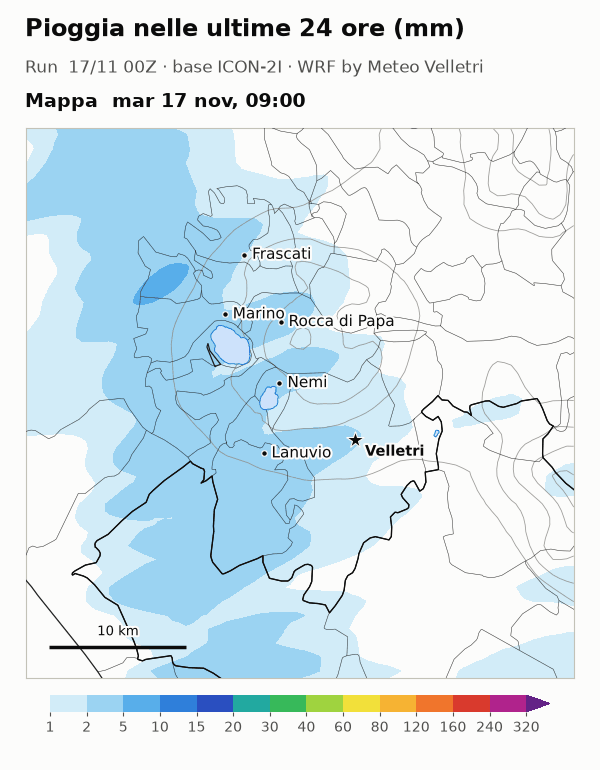 Pioggia nelle ultime 24 ore (mm)
Run  17/11 00Z · base ICON-2I · WRF by Meteo Velletri
Mappa  mar 17 nov, 09:00
Frascati
Marino
Rocca di Papa
Nemi
Velletri
Lanuvio
10 km
1 2 5 10 15 20 30 40 60 80 120 160 240 320